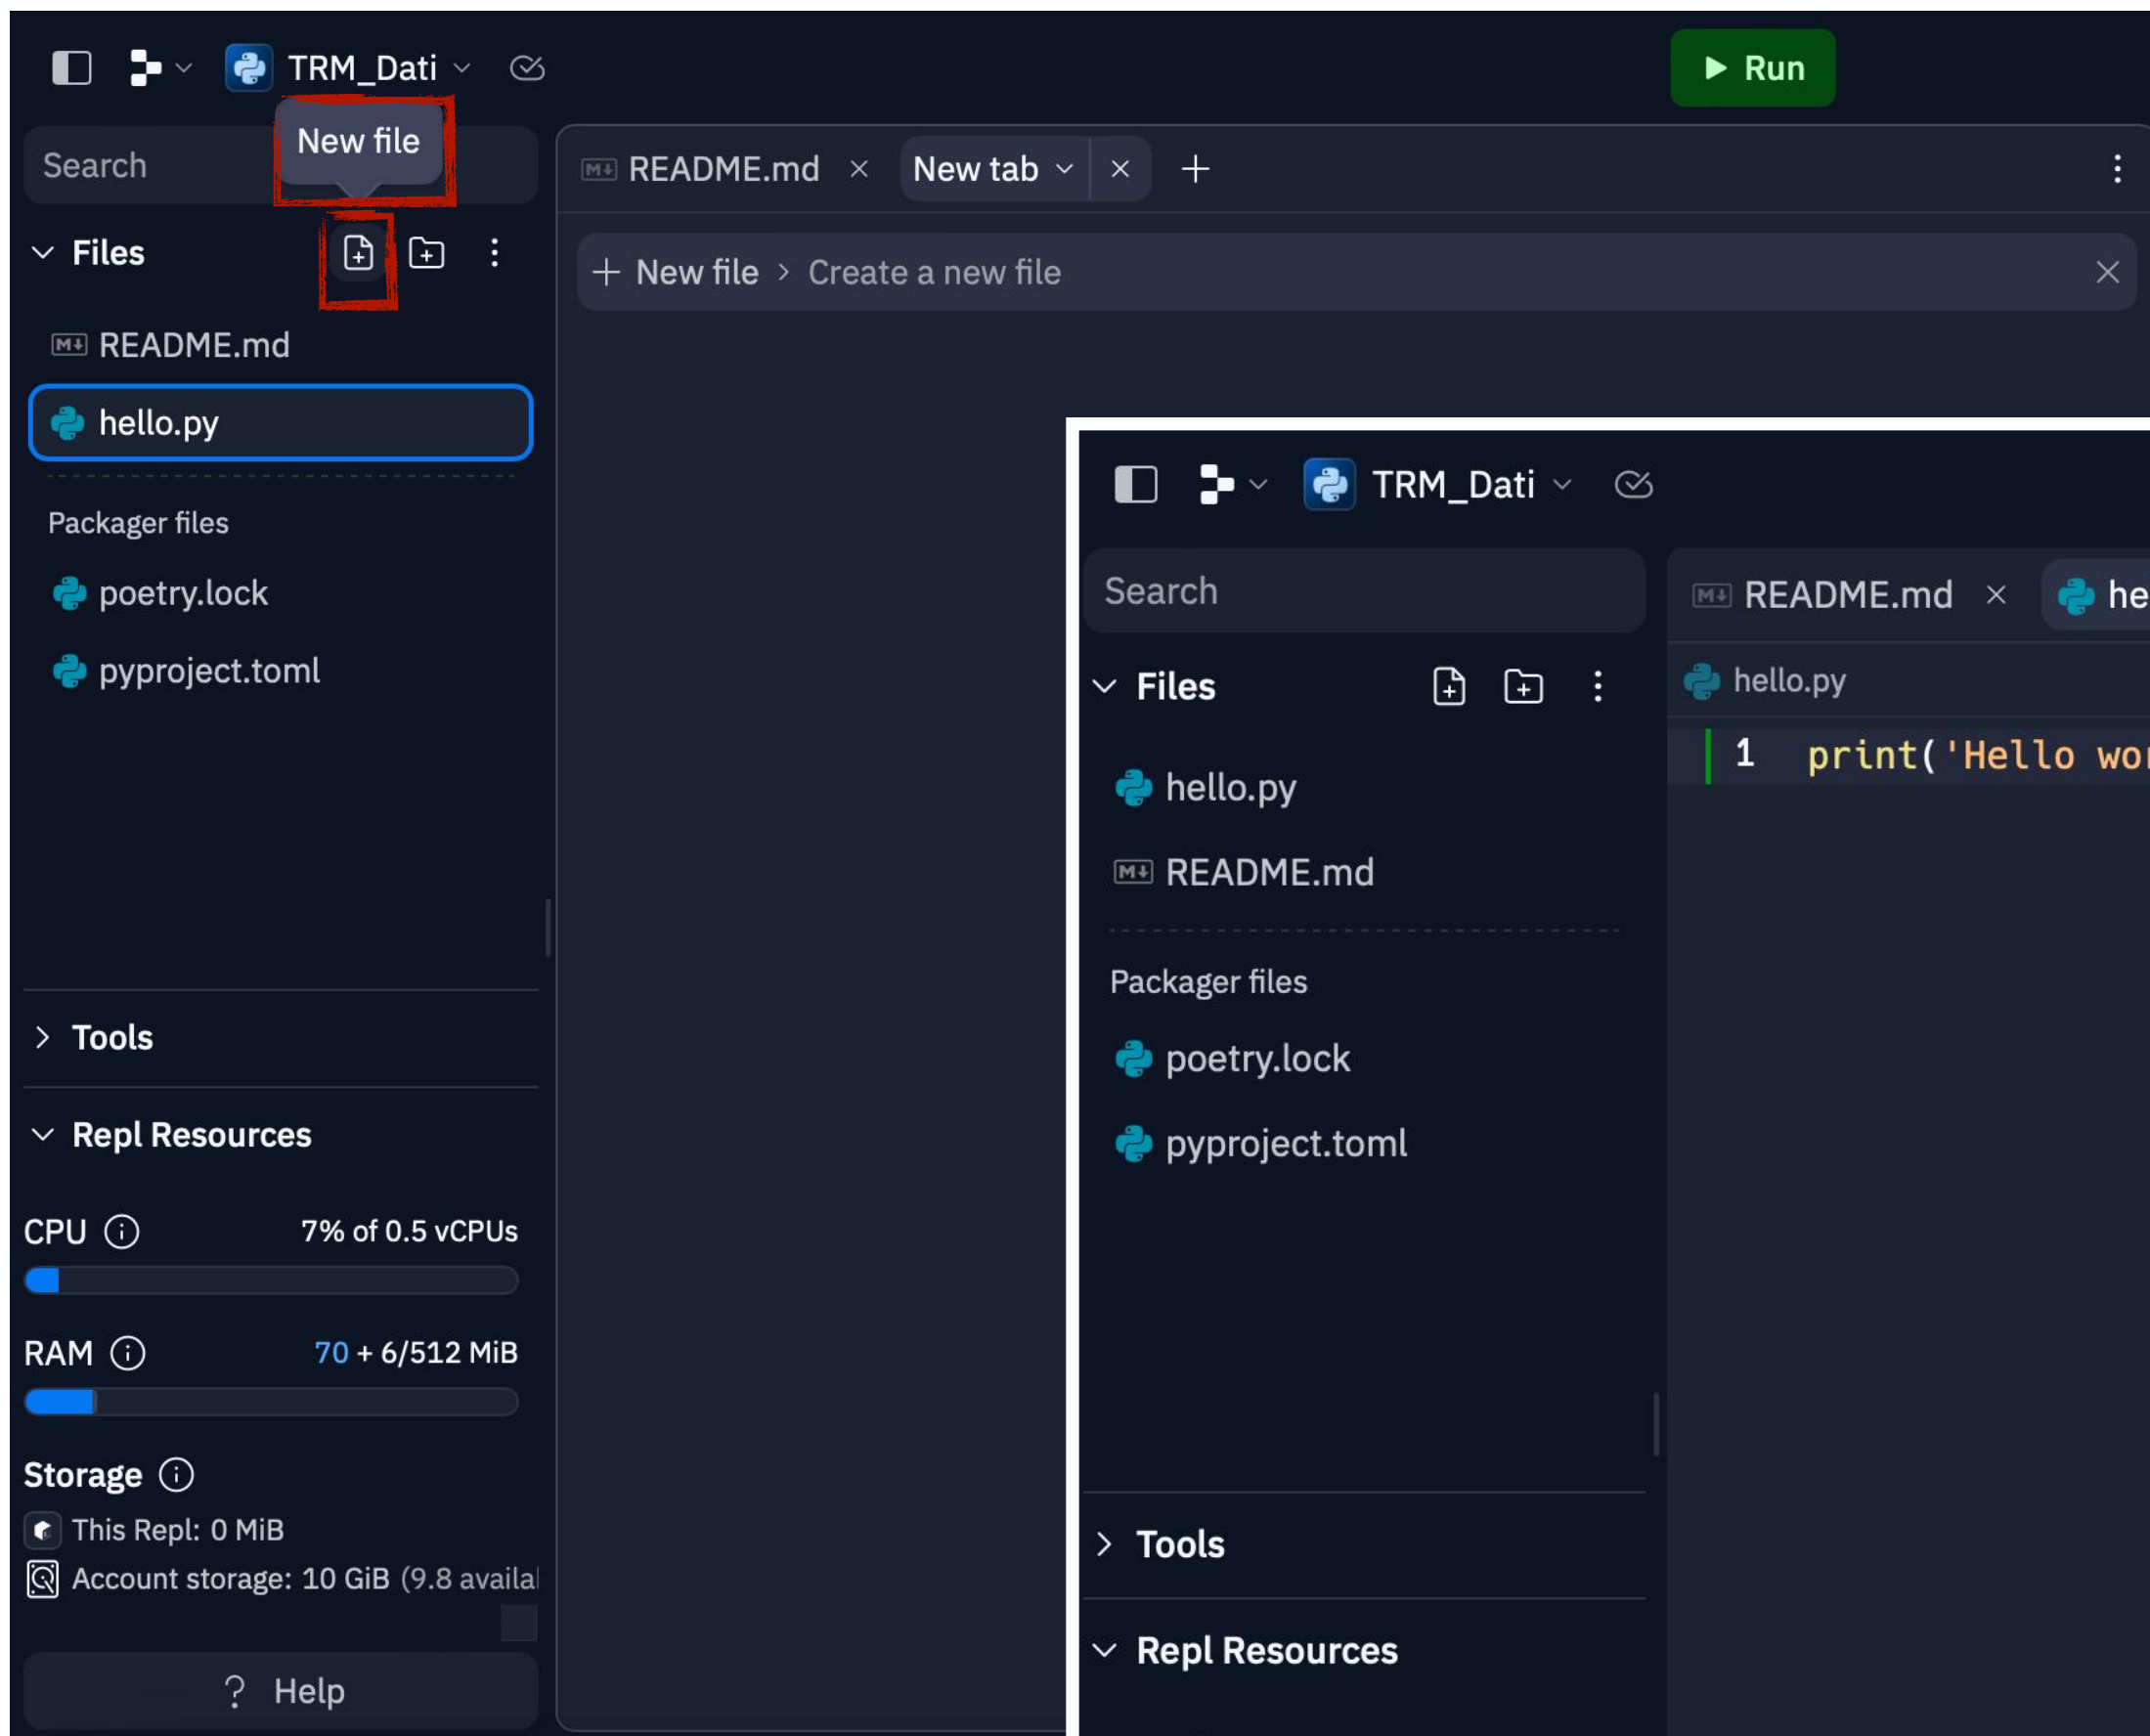 TRM_Dati
Run
New file
Search
README.md
New tab
Files
New file > Create a new file
README.md
hello.py
Packager files
poetry.lock
pyproject.toml
Tools
Repl Resources
CPU 7% of 0.5 vCPUs
RAM 70 + 6/512 MiB
Storage
This Repl: 0 MiB
Account storage: 10 GiB (9.8
? Help
TRM_Dati
Search
README.md
Files
hello.py
1 print('Hello
hello.py
README.md
Packager files
poetry.lock
pyproject.toml
Tools
Repl Resources